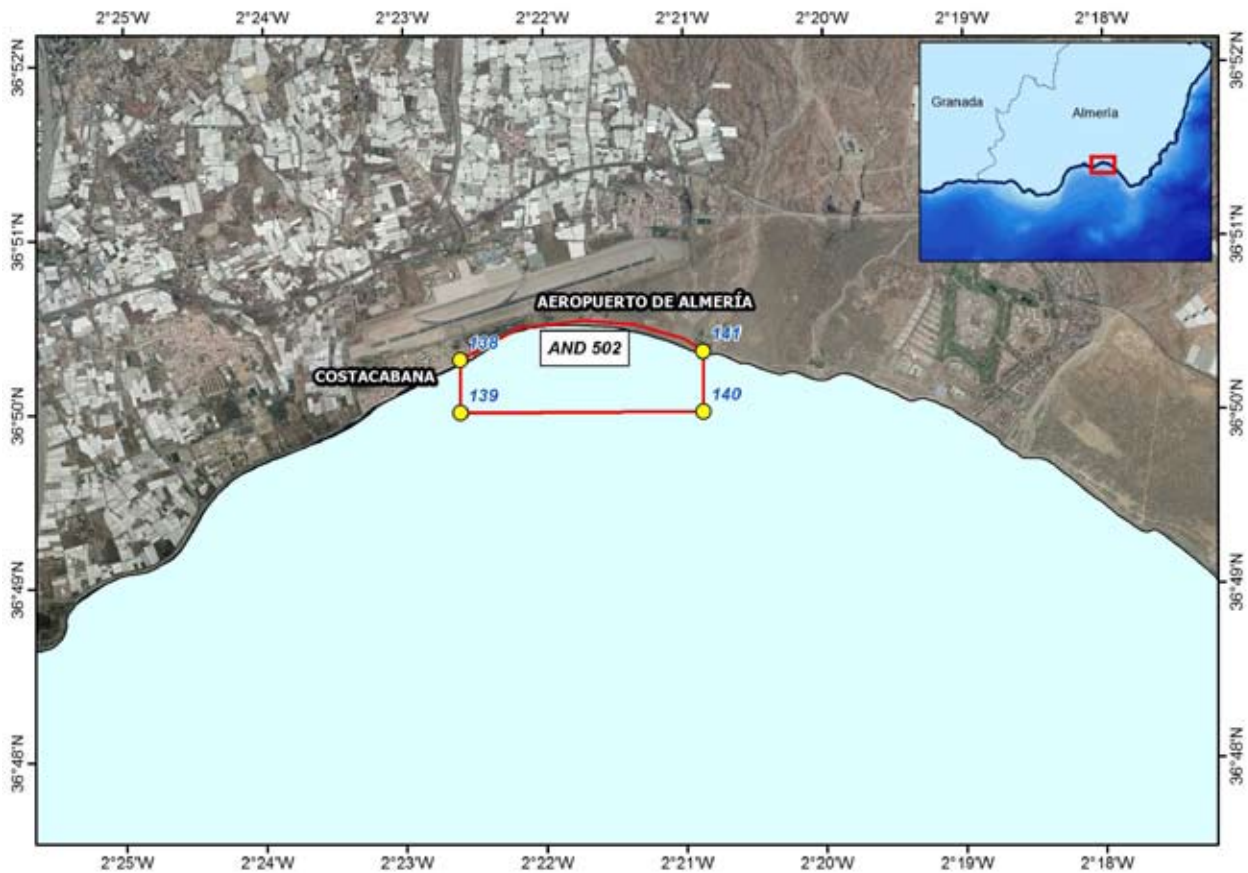 2°25'W
2°24'W
2°23'W
2°22'W
2°21'W
2°20'W
2°19'W
2°18'W
36°52'N
36°52'N
Granada
Almería
36°51'N
36°51'N
AEROPUERTO DE ALMERÍA
138
141
AND 502
COSTACABANA
139
140
36°50'N
36°50'N
36°49'N
36°49'N
36°48'N
36°48'N
2°25'W
2°24'W
2°23'W
2°22'W
2°21'W
2°20'W
2°19'W
2°18'W